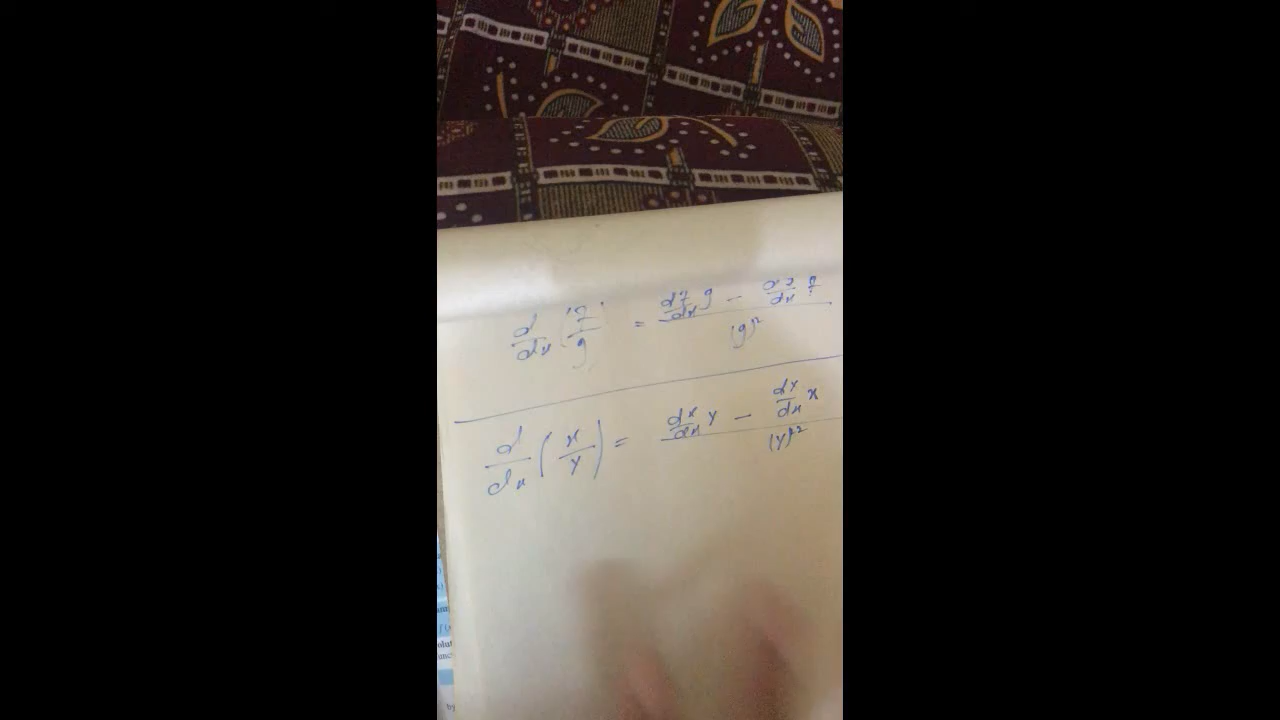 d/dx (f/g) = (df/dx g − dg/dx f)/(g)²
d/dx (x/y) = (dx/dx y − dy/dx x)/(y)²